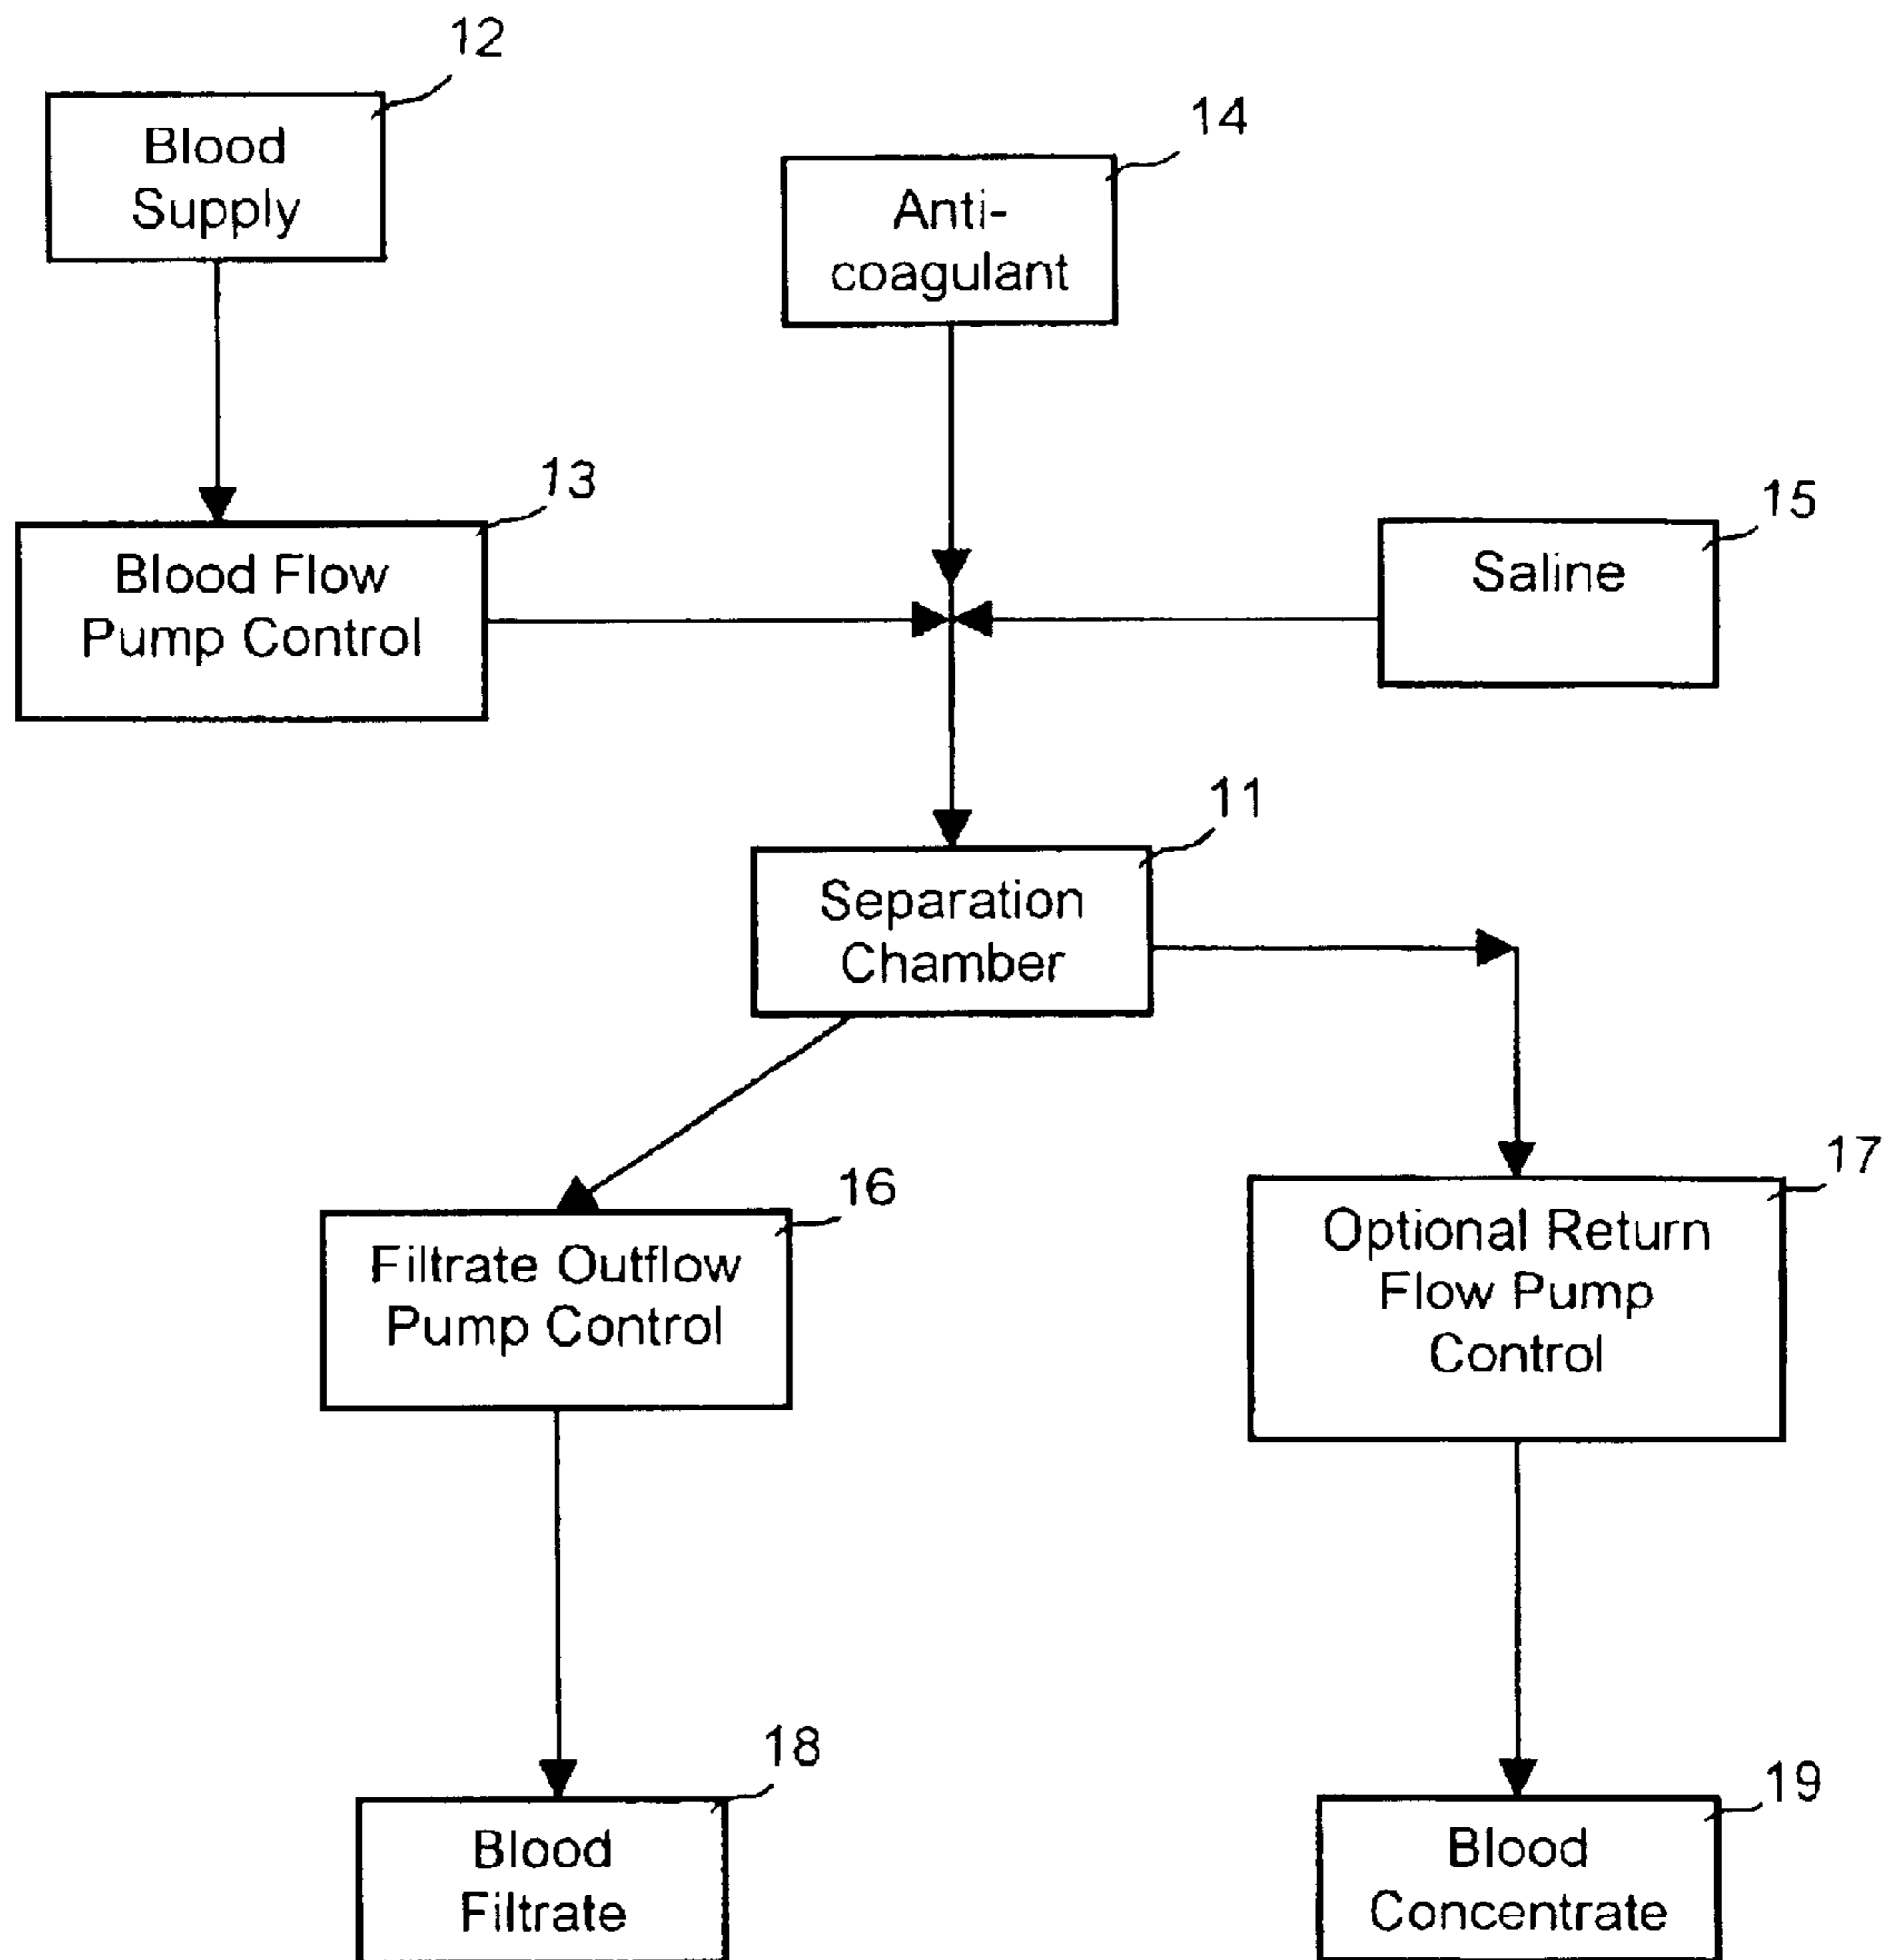 12
Blood
Supply
14
Anti-
coagulant
13
Blood Flow
Pump Control
15
Saline
11
Separation
Chamber
16
Filtrate Outflow
Pump Control
17
Optional Return
Flow Pump
Control
18
Blood
Filtrate
19
Blood
Concentrate